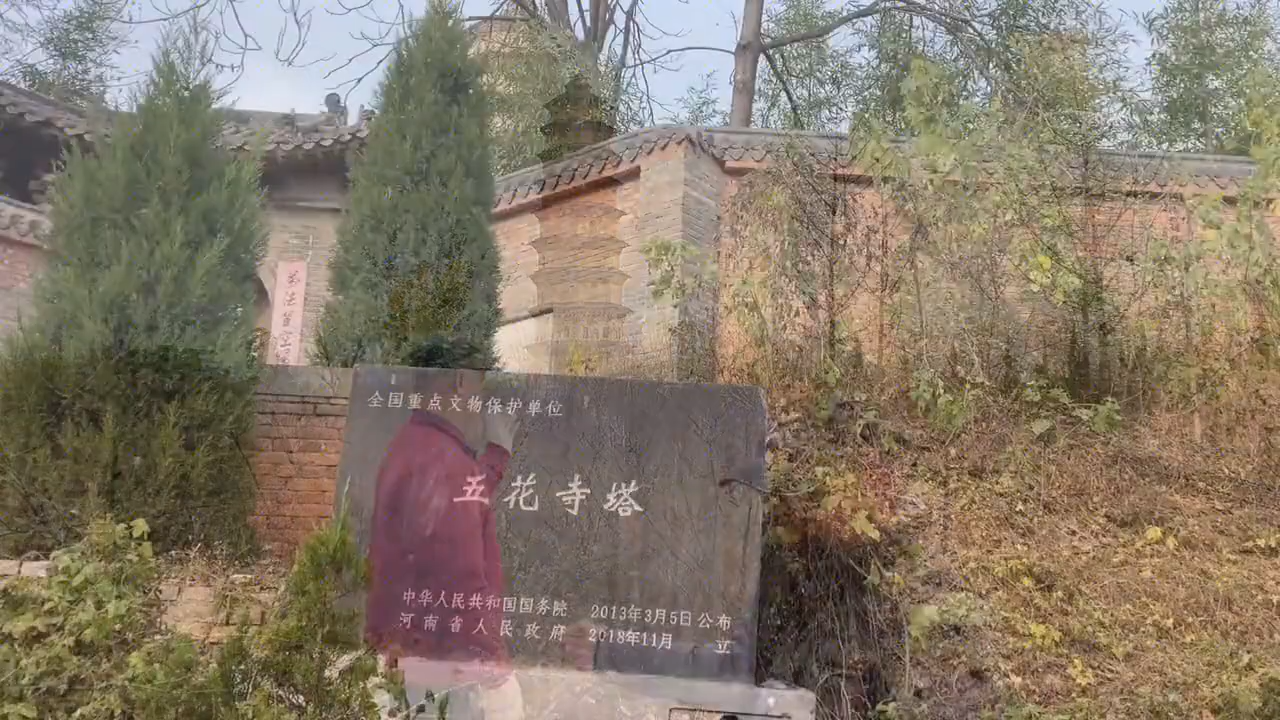 全国重点文物保护单位
五花寺塔
中华人民共和国国务院 2013年3月5日公布
河南省人民政府 2018年11月 立